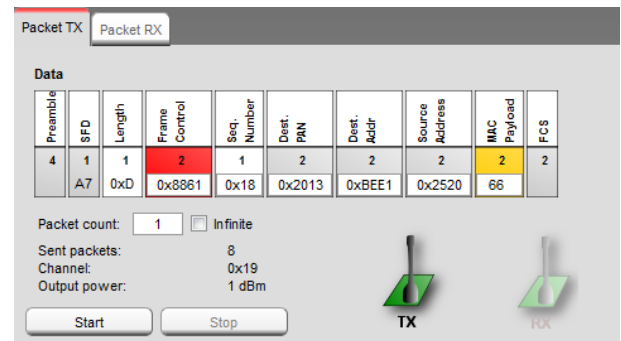 Packet TX Packet RX
Data
Preamble SFD Length Frame Control Seq. Number Dest. PAN Dest. Addr Source Address MAC Payload FCS
4 1 1 2 1 2 2 2 2 2
A7 0xD 0x8861 0x18 0x2013 0xBEE1 0x2520 66
Packet count: 1 Infinite
Sent packets: 8
Channel: 0x19
Output power: 1 dBm
Start Stop TX RX